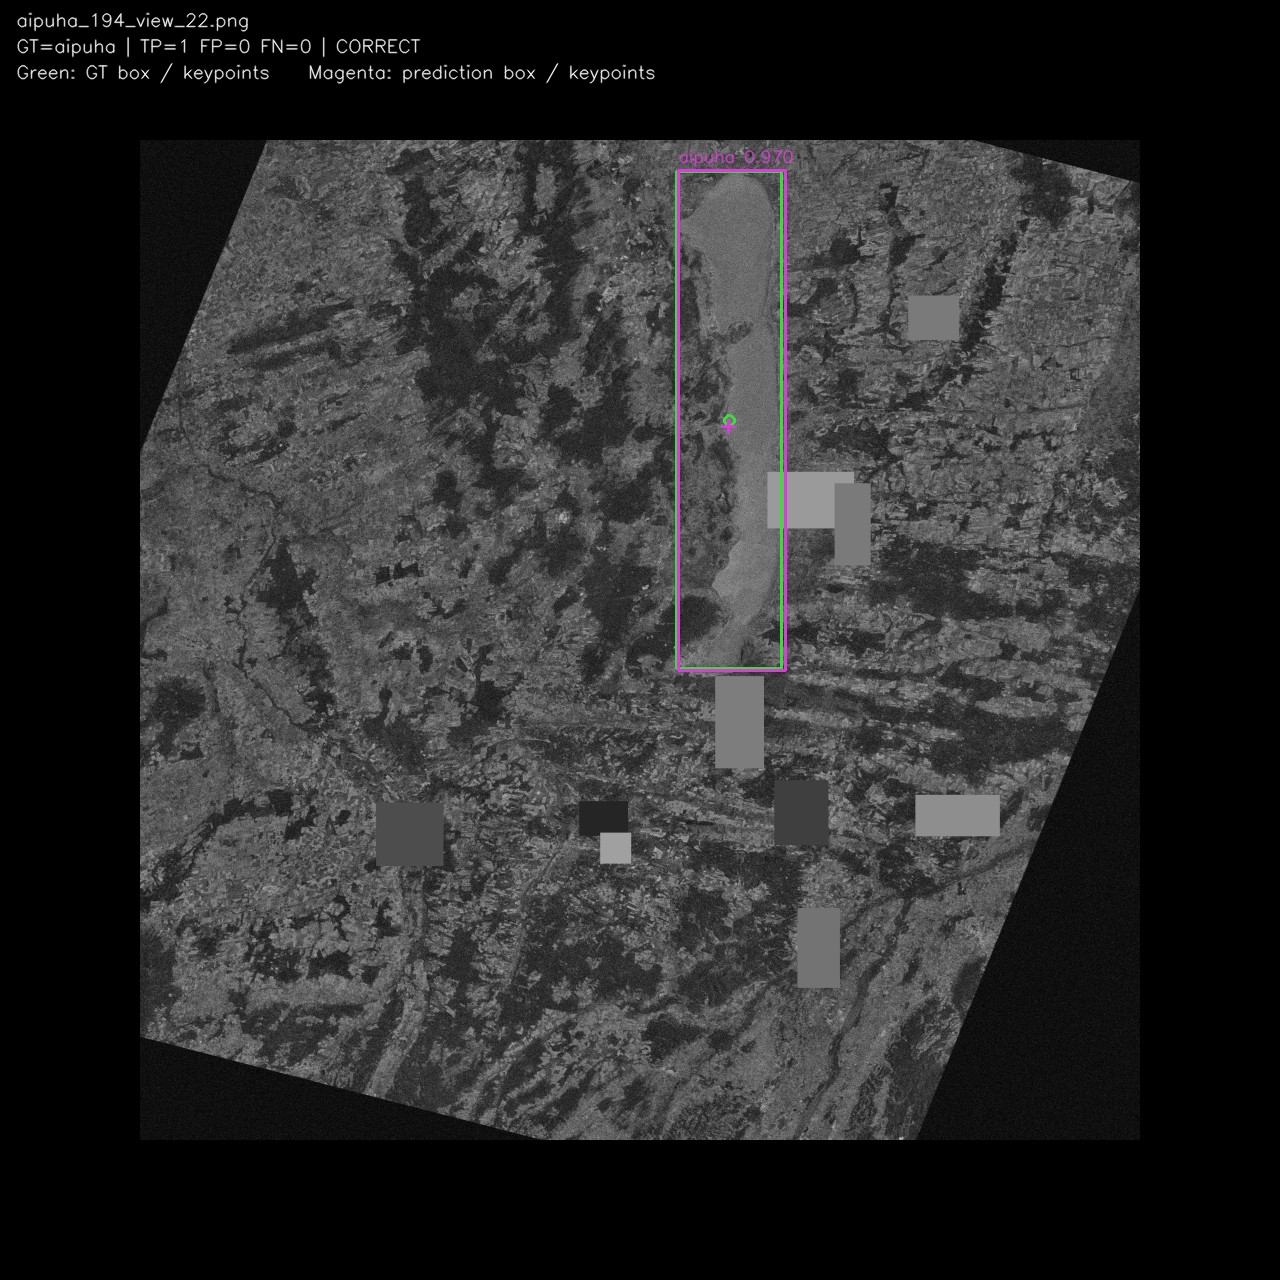 aipuha_194_view_22.png
GT=aipuha | TP=1 FP=0 FN=0 | CORRECT
Green: GT box / keypoints    Magenta: prediction box / keypoints
aipuha 0.970